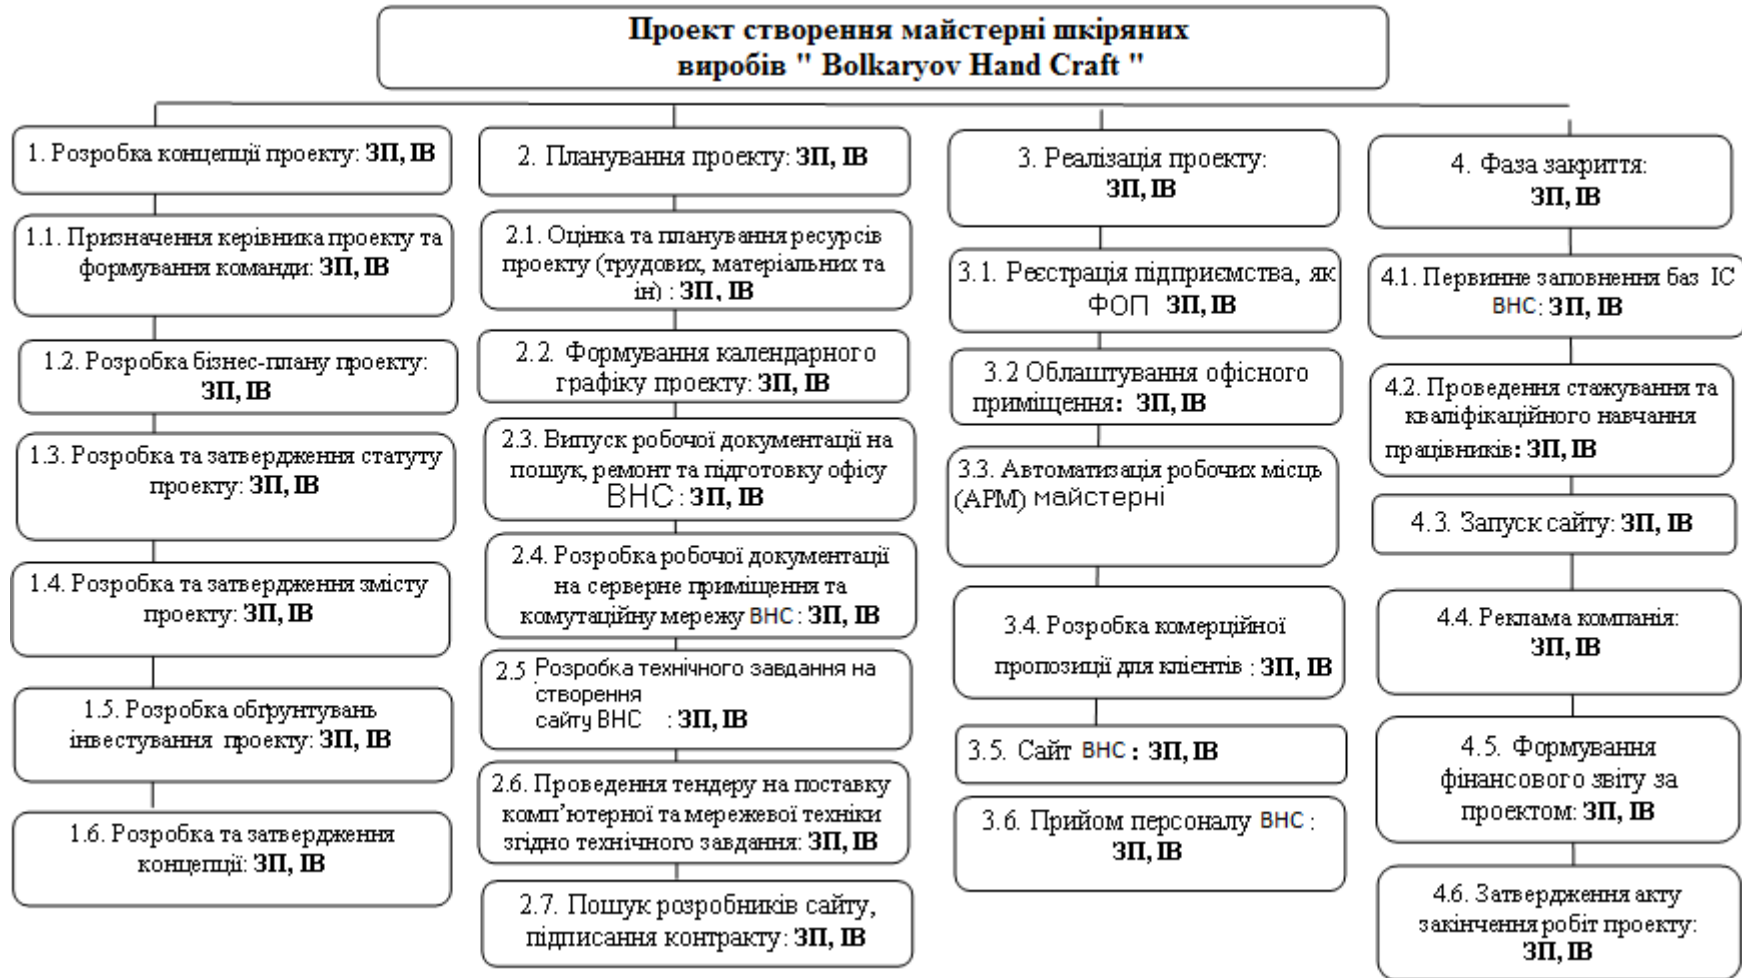 Проект створення майстерні шкіряних
виробів " Bolkaryov Hand Craft "
1. Розробка концепції проекту: ЗП, ІВ
1.1. Призначення керівника проекту та
формування команди: ЗП, ІВ
1.2. Розробка бізнес-плану проекту:
ЗП, ІВ
1.3. Розробка та затвердження статуту
проекту: ЗП, ІВ
1.4. Розробка та затвердження змісту
проекту: ЗП, ІВ
1.5. Розробка обґрунтувань
інвестування проекту: ЗП, ІВ
1.6. Розробка та затвердження
концепції: ЗП, ІВ
2. Планування проекту: ЗП, ІВ
2.1. Оцінка та планування ресурсів
проекту (трудових, матеріальних та
ін) : ЗП, ІВ
2.2. Формування календарного
графіку проекту: ЗП, ІВ
2.3. Випуск робочої документації на
пошук, ремонт та підготовку офісу
BHC : ЗП, ІВ
2.4. Розробка робочої документації
на серверне приміщення та
комутаційну мережу BHC : ЗП, ІВ
2.5 Розробка технічного завдання на
створення
сайту BHC : ЗП, ІВ
2.6. Проведення тендеру на поставку
комп’ютерної та мережевої техніки
згідно технічного завдання: ЗП, ІВ
2.7. Пошук розробників сайту,
підписання контракту: ЗП, ІВ
3. Реалізація проекту:
ЗП, ІВ
3.1. Реєстрація підприємства, як
ФОП ЗП, ІВ
3.2 Облаштування офісного
приміщення: ЗП, ІВ
3.3. Автоматизація робочих місць
(АРМ) майстерні
3.4. Розробка комерційної
пропозиції для клієнтів : ЗП, ІВ
3.5. Сайт BHC : ЗП, ІВ
3.6. Прийом персоналу BHC :
ЗП, ІВ
4. Фаза закриття:
ЗП, ІВ
4.1. Первинне заповнення баз ІС
BHC: ЗП, ІВ
4.2. Проведення стажування та
кваліфікаційного навчання
працівників: ЗП, ІВ
4.3. Запуск сайту: ЗП, ІВ
4.4. Реклама компанія:
ЗП, ІВ
4.5. Формування
фінансового звіту за
проектом: ЗП, ІВ
4.6. Затвердження акту
закінчення робіт проекту:
ЗП, ІВ